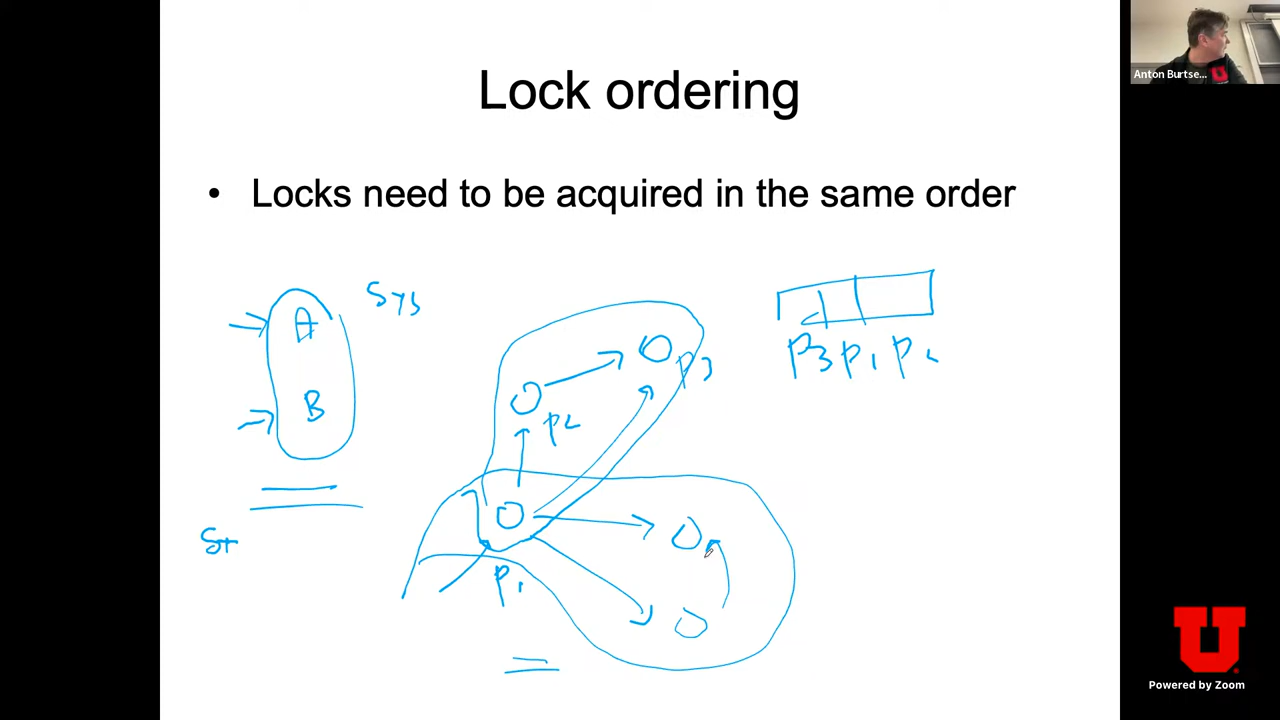 Lock ordering
• Locks need to be acquired in the same order
A
B
Sys
p3
p2
p1
p3 p1 p2
St
Anton Burtse...
U
U
Powered by Zoom